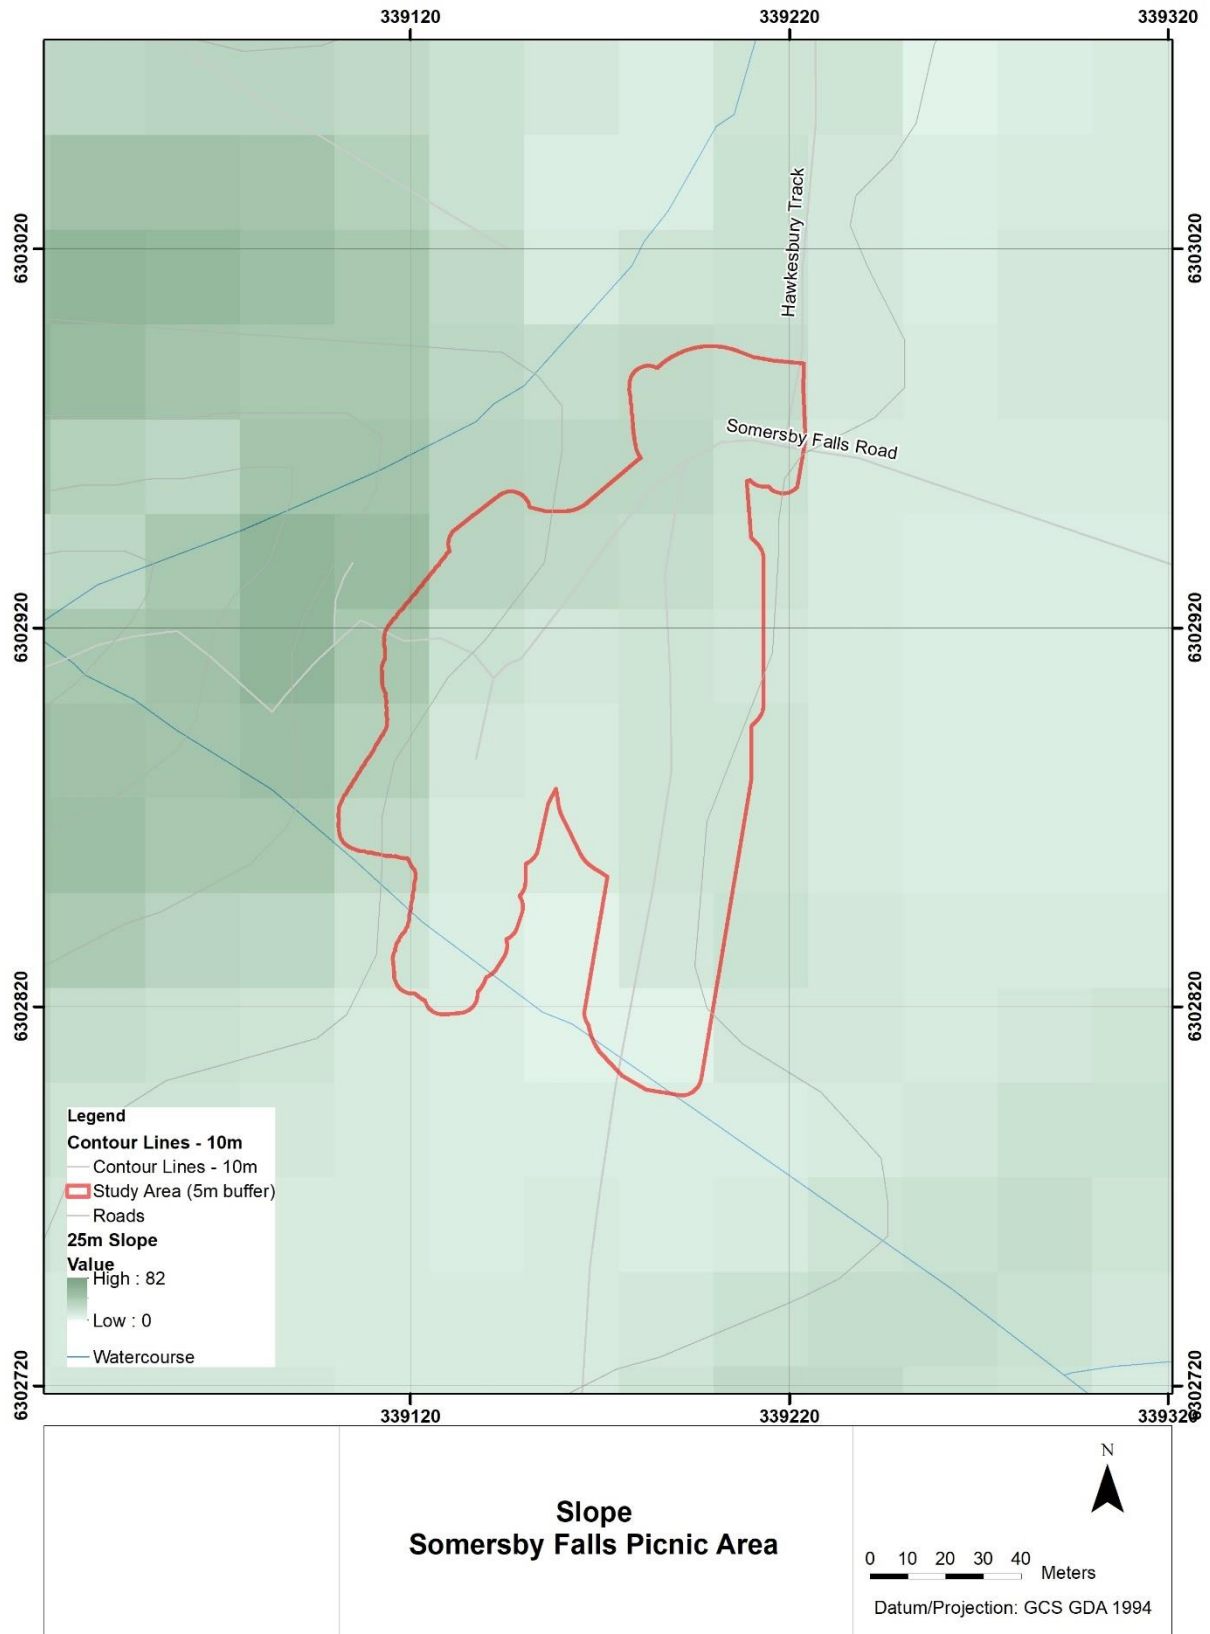 339120
339220
339320
6303020
6303020
Hawkesbury Track
Somersby Falls Road
6302920
6302920
6302820
6302820
Legend
Contour Lines - 10m
Contour Lines - 10m
Study Area (5m buffer)
Roads
25m Slope
Value
High : 82
Low : 0
Watercourse
6302720
6302720
339120
339220
339320
N
Slope
Somersby Falls Picnic Area
0 10 20 30 40
Meters
Datum/Projection: GCS GDA 1994